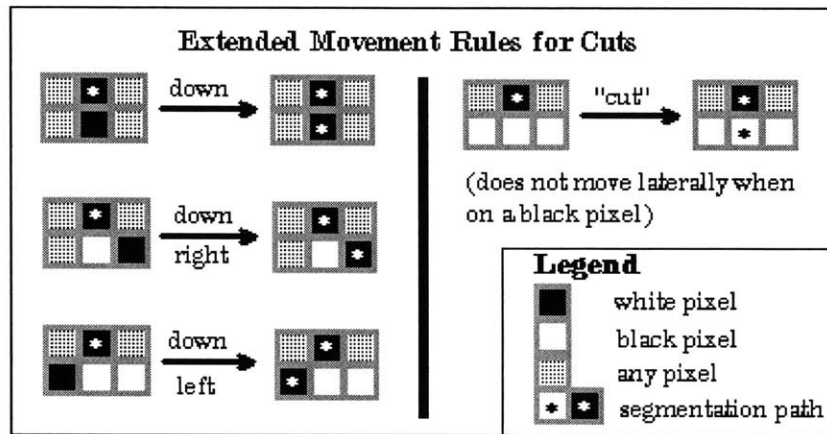 Extended Movement Rules for Cuts
down
down
right
down
left
"cut"
(does not move laterally when
on a black pixel)
Legend
white pixel
black pixel
any pixel
segmentation path